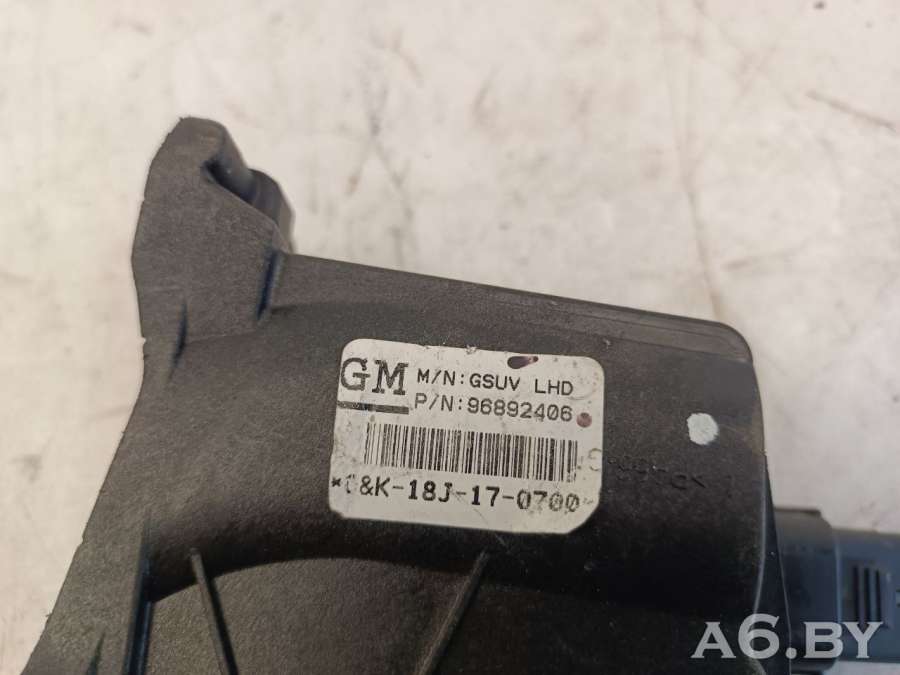 GM
M/N:GSUV LHD
P/N:96892406
&K-18J-17-0700
A6.BY